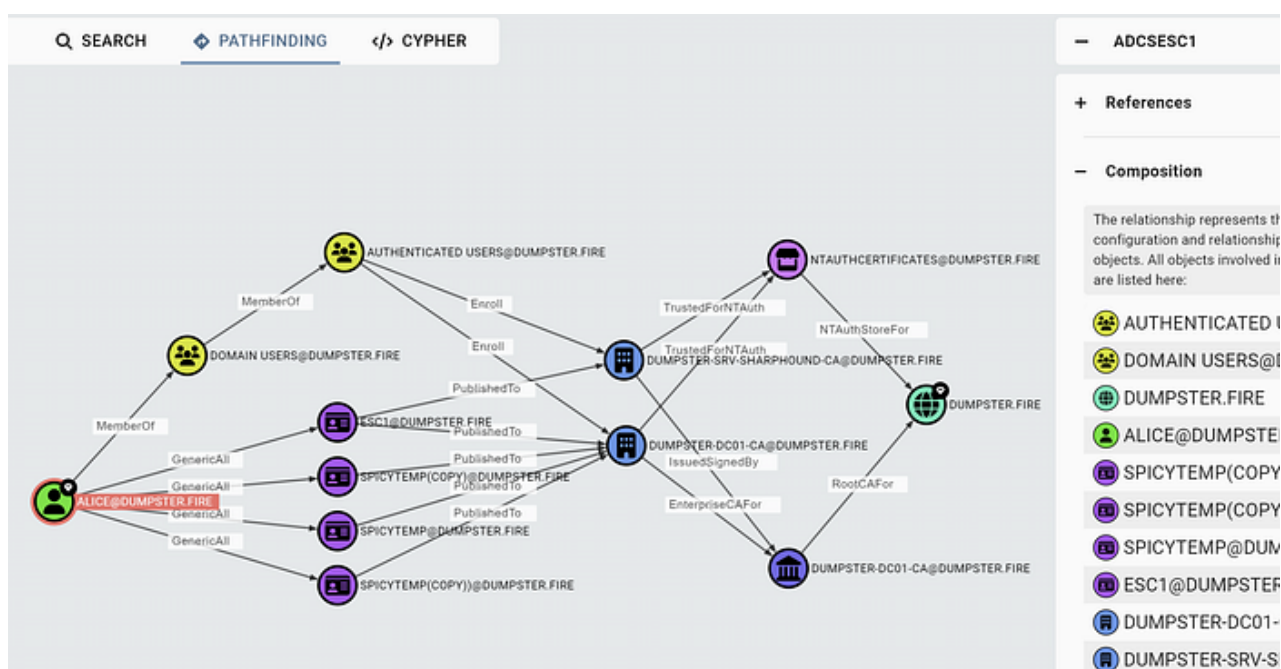 SEARCH
PATHFINDING
</> CYPHER
ADCSESC1
References
Composition
The relationship represents th
configuration and relationship
objects. All objects involved i
are listed here:
AUTHENTICATED U
DOMAIN USERS@D
DUMPSTER.FIRE
ALICE@DUMPSTE
SPICYTEMP(COPY
SPICYTEMP(COPY
SPICYTEMP@DUM
ESC1@DUMPSTER
DUMPSTER-DC01-
DUMPSTER-SRV-S
AUTHENTICATED USERS@DUMPSTER.FIRE
NTAUTHCERTIFICATES@DUMPSTER.FIRE
MemberOf
Enroll
TrustedForNTAuth
NTAuthStoreFor
Enroll
TrustedForNTAuth
DOMAIN USERS@DUMPSTER.FIRE
DUMPSTER-SRV-SHARPHOUND-CA@DUMPSTER.FIRE
PublishedTo
DUMPSTER.FIRE
MemberOf
ESC1@DUMPSTER.FIRE
PublishedTo
DUMPSTER-DC01-CA@DUMPSTER.FIRE
GenericAll
PublishedTo
IssuedSignedBy
SPICYTEMP(COPY)@DUMPSTER.FIRE
GenericAll
PublishedTo
RootCAFor
ALICE@DUMPSTER.FIRE
EnterpriseCAFor
GenericAll
PublishedTo
SPICYTEMP@DUMPSTER.FIRE
GenericAll
DUMPSTER-DC01-CA@DUMPSTER.FIRE
SPICYTEMP(COPY))@DUMPSTER.FIRE